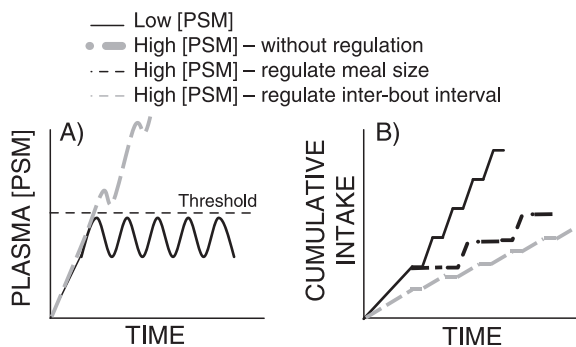 Low [PSM]
High [PSM] – without regulation
High [PSM] – regulate meal size
High [PSM] – regulate inter-bout interval
A)
Threshold
PLASMA [PSM]
TIME
B)
CUMULATIVE
INTAKE
TIME